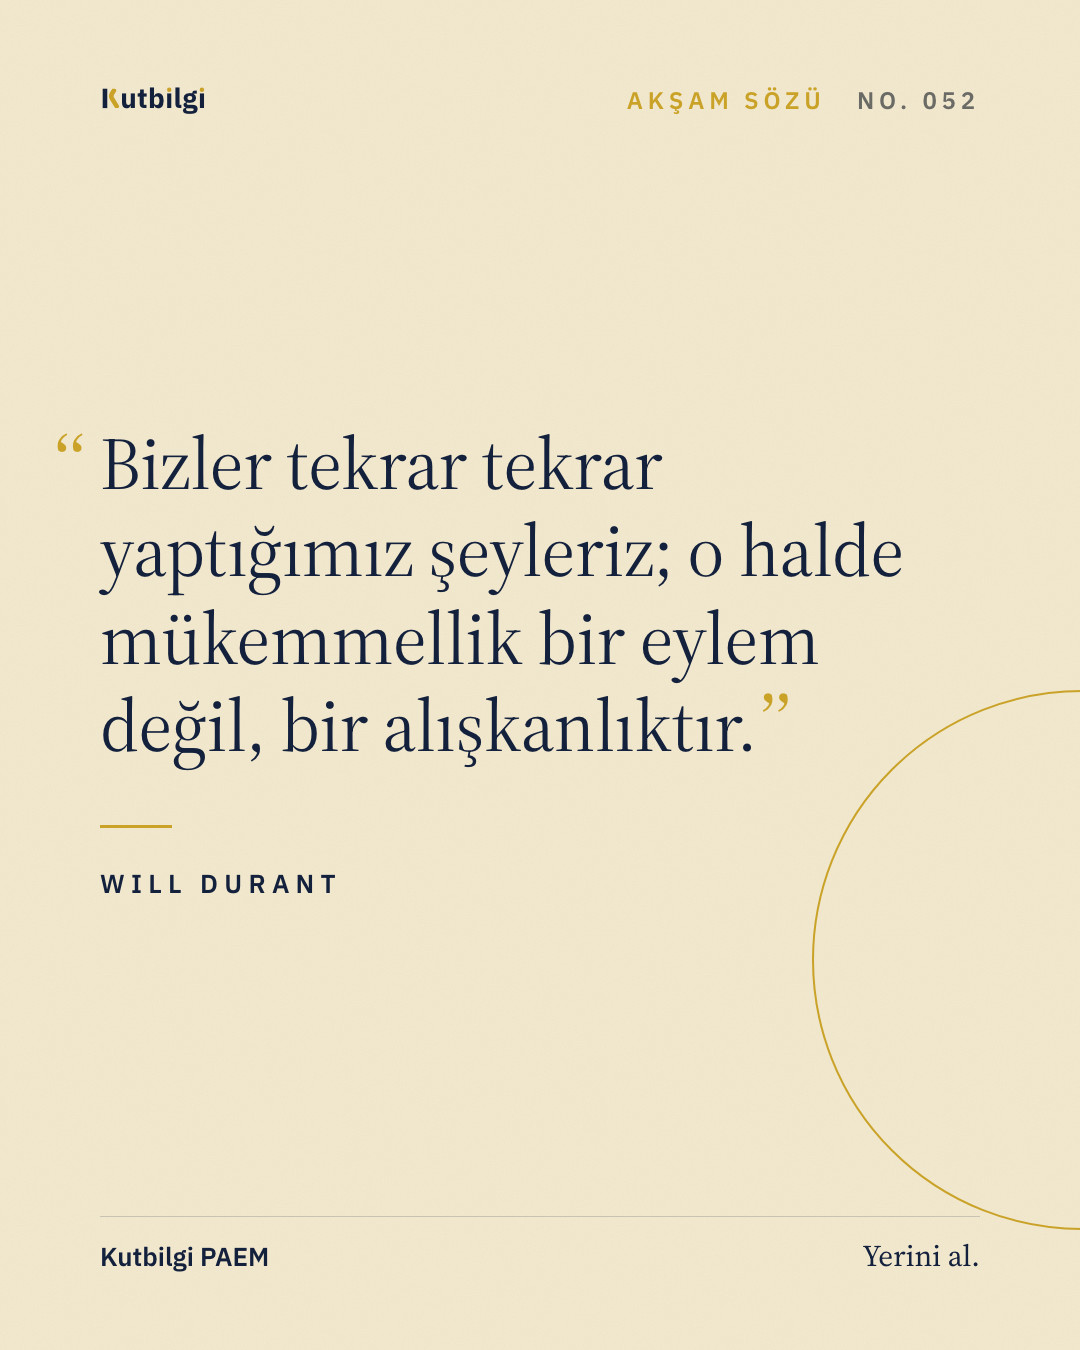 Kutbilgi
AKŞAM SÖZÜ NO. 052
“Bizler tekrar tekrar
yaptığımız şeyleriz; o halde
mükemmellik bir eylem
değil, bir alışkanlıktır.”
WILL DURANT
Kutbilgi PAEM
Yerini al.